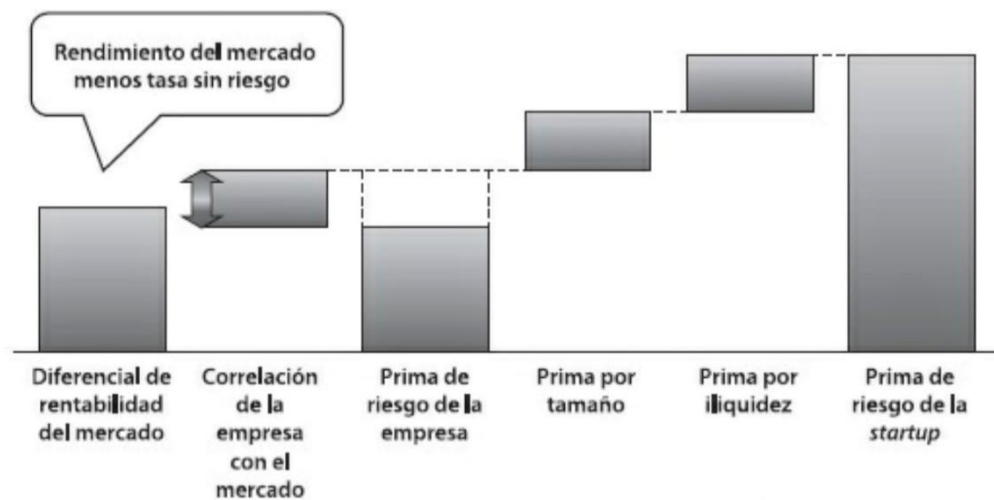 Rendimiento del mercado
menos tasa sin riesgo
Diferencial de
rentabilidad
del mercado
Correlación
de la
empresa
con el
mercado
Prima de
riesgo de la
empresa
Prima por
tamaño
Prima por
iliquidez
Prima de
riesgo de la
startup